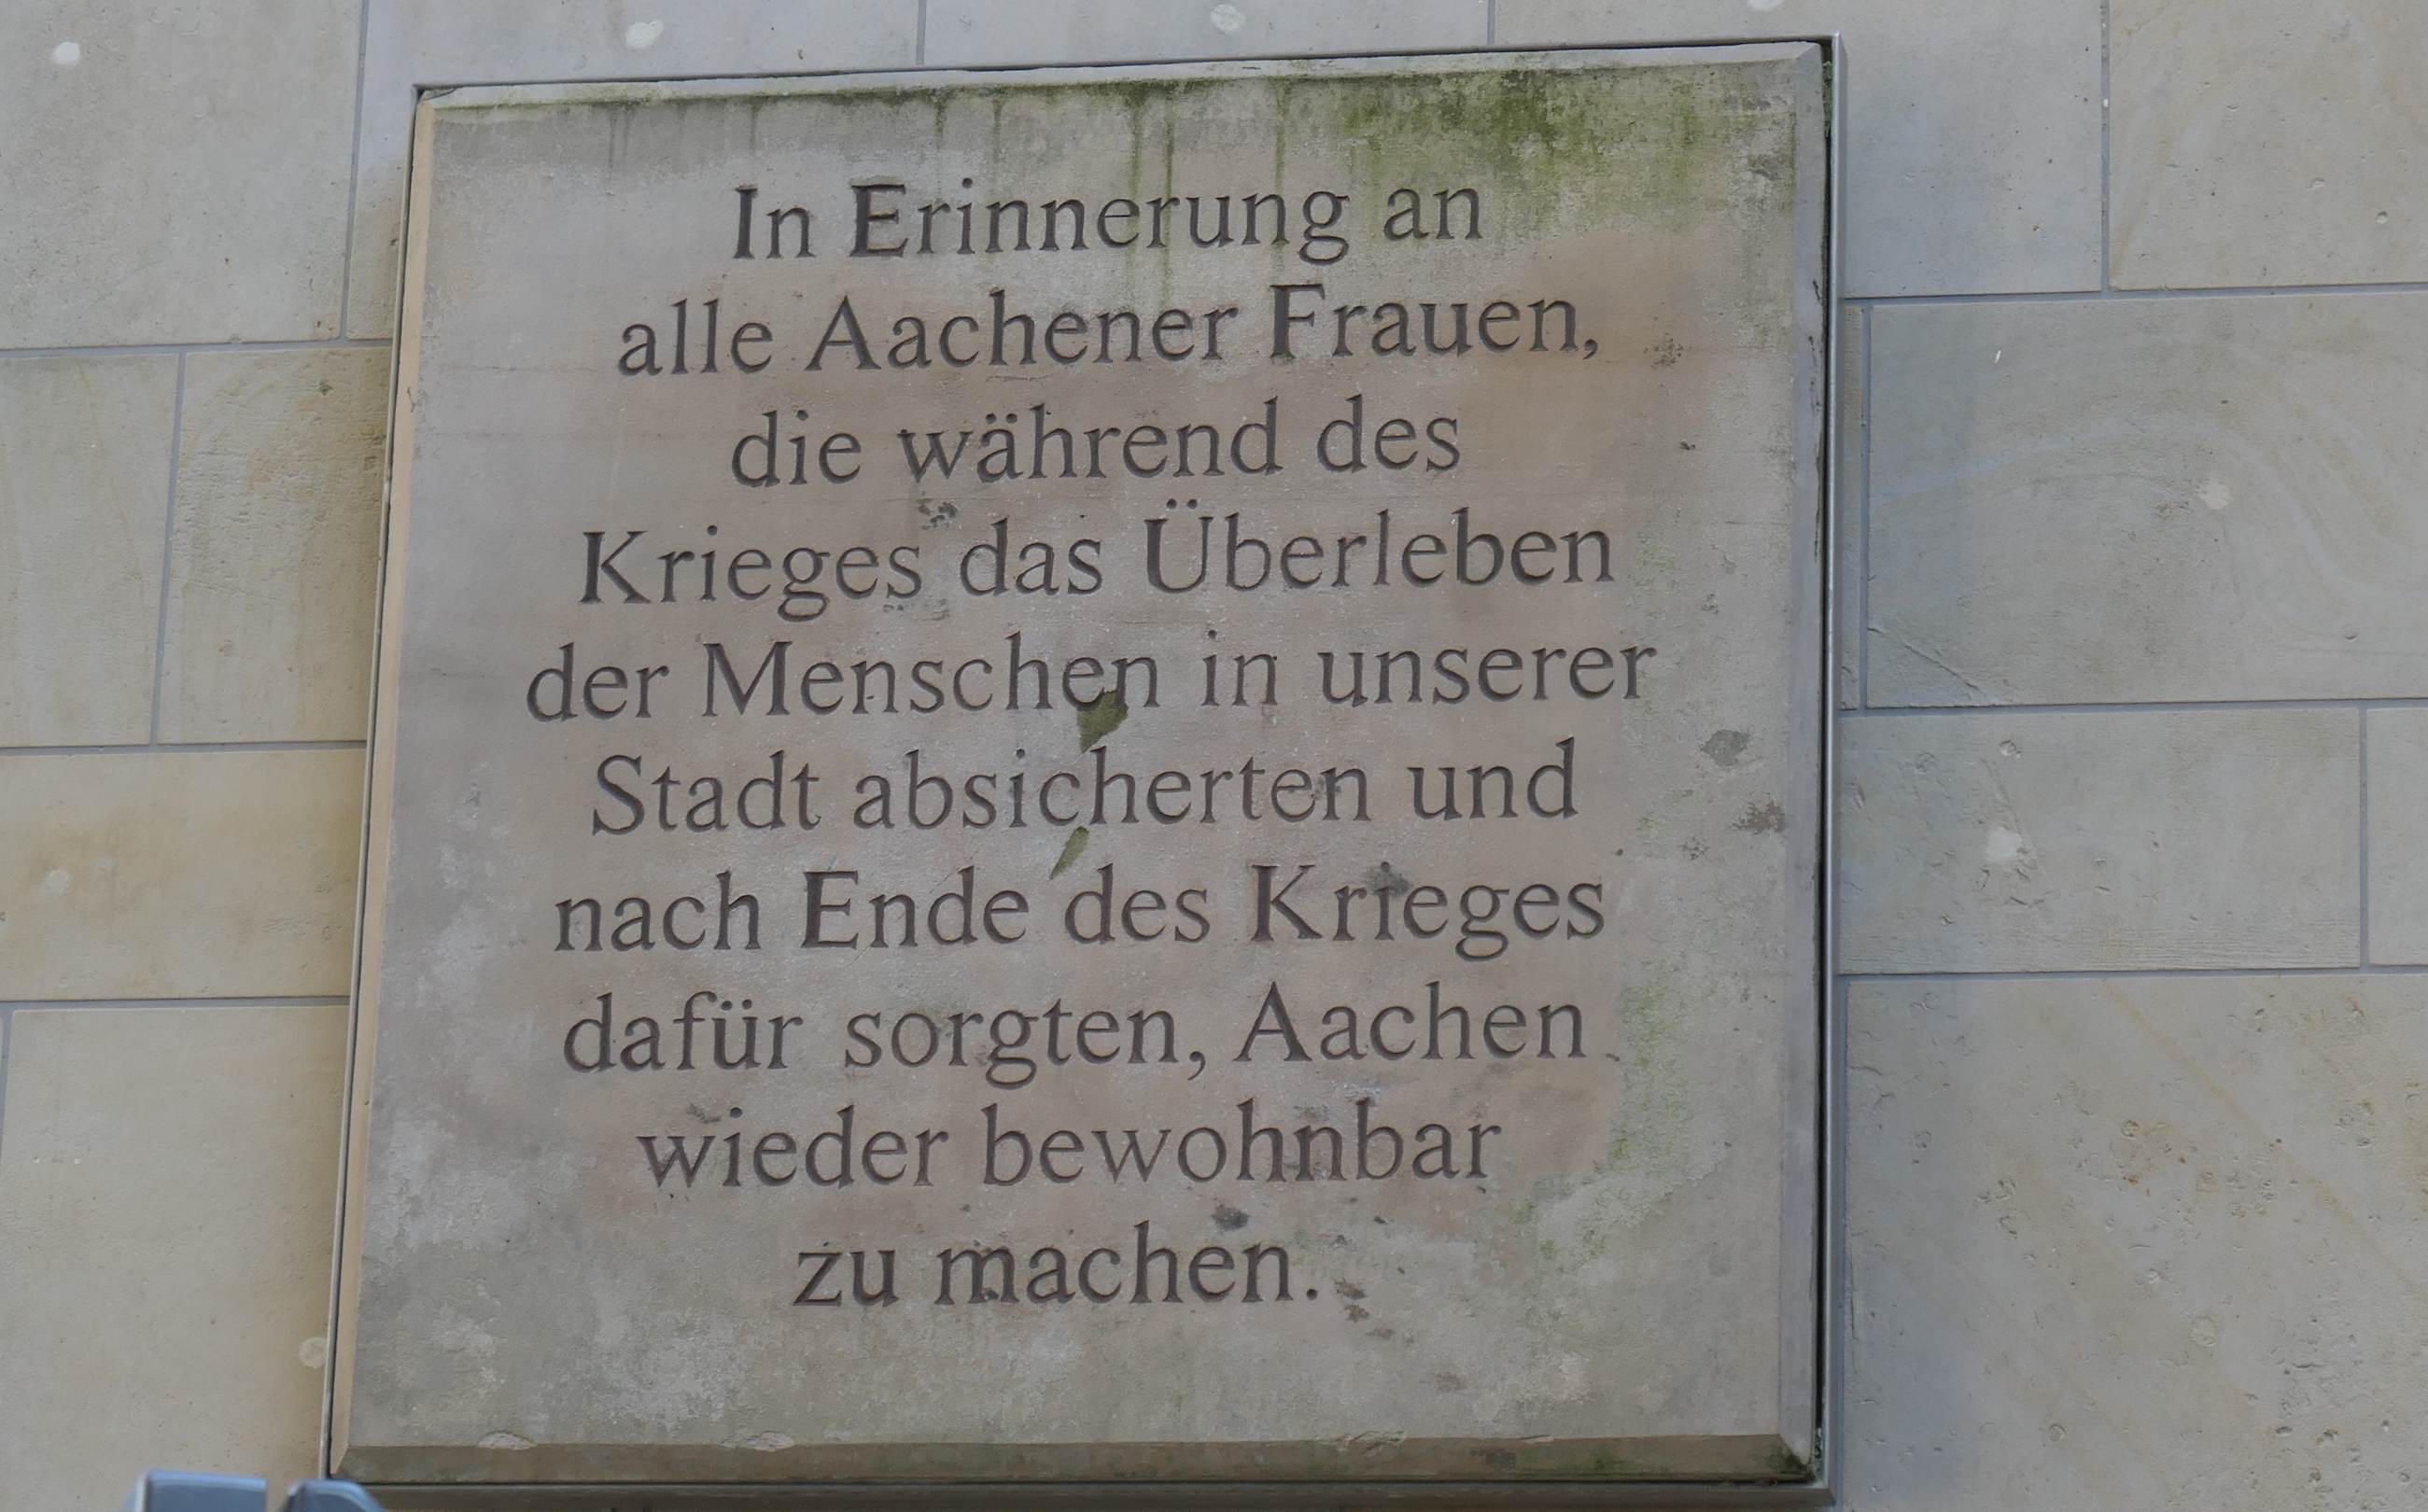 In Erinnerung an
alle Aachener Frauen,
die während des
Krieges das Überleben
der Menschen in unserer
Stadt absicherten und
nach Ende des Krieges
dafür sorgten, Aachen
wieder bewohnbar
zu machen.